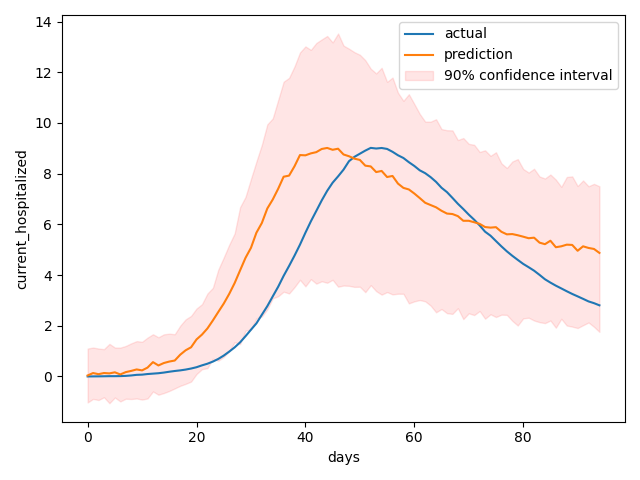 14
12
10
8
6
4
2
0
current_hospitalized
actual
prediction
90% confidence interval
0
20
40
60
80
days